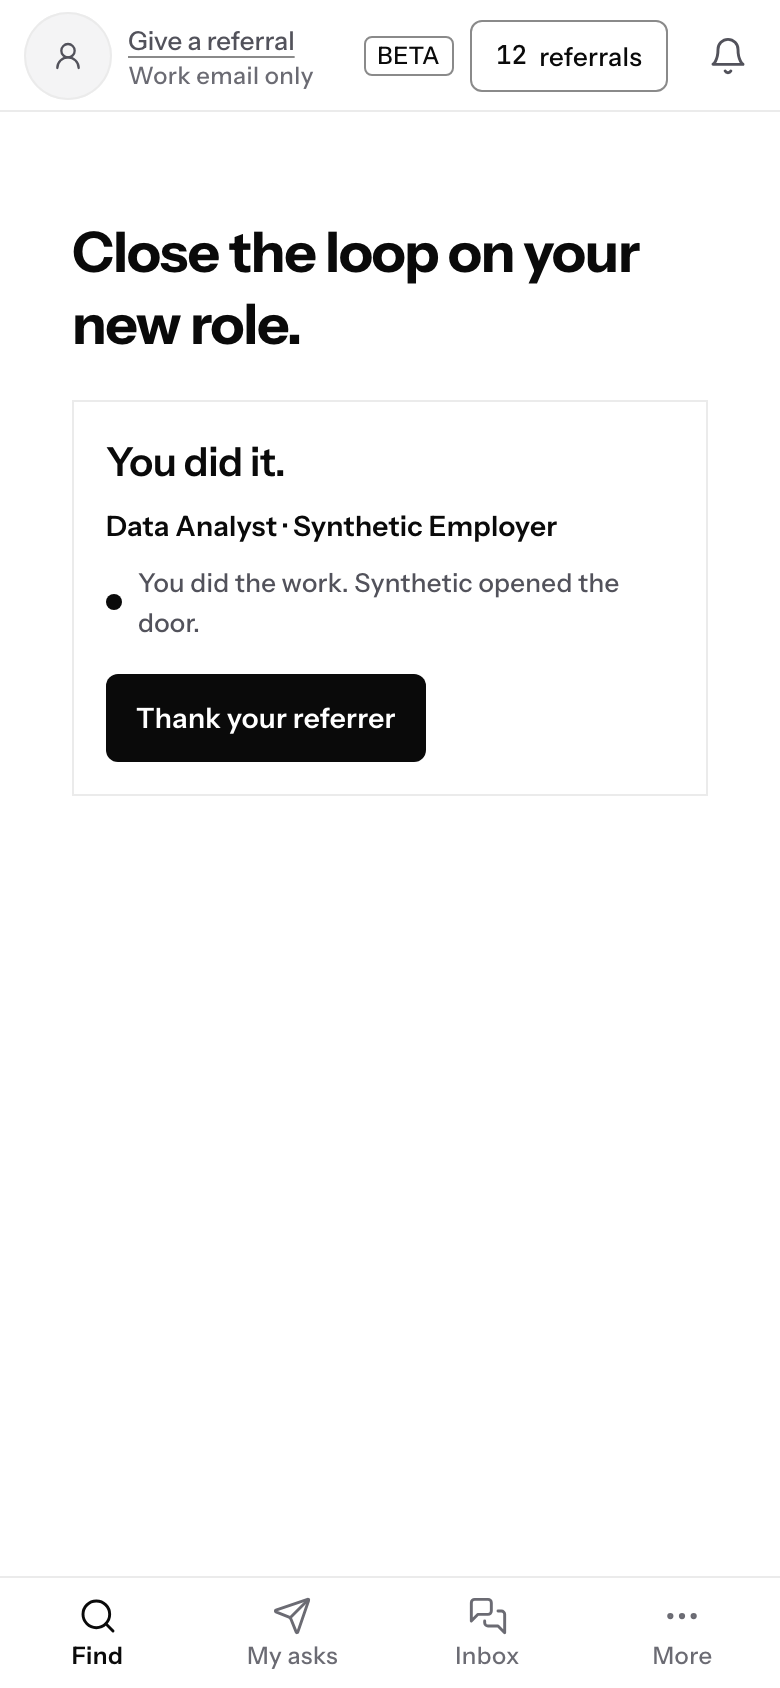 Give a referral
Work email only
BETA
12 referrals
Close the loop on your
new role.
You did it.
Data Analyst · Synthetic Employer
You did the work. Synthetic opened the
door.
Thank your referrer
Find
My asks
Inbox
More